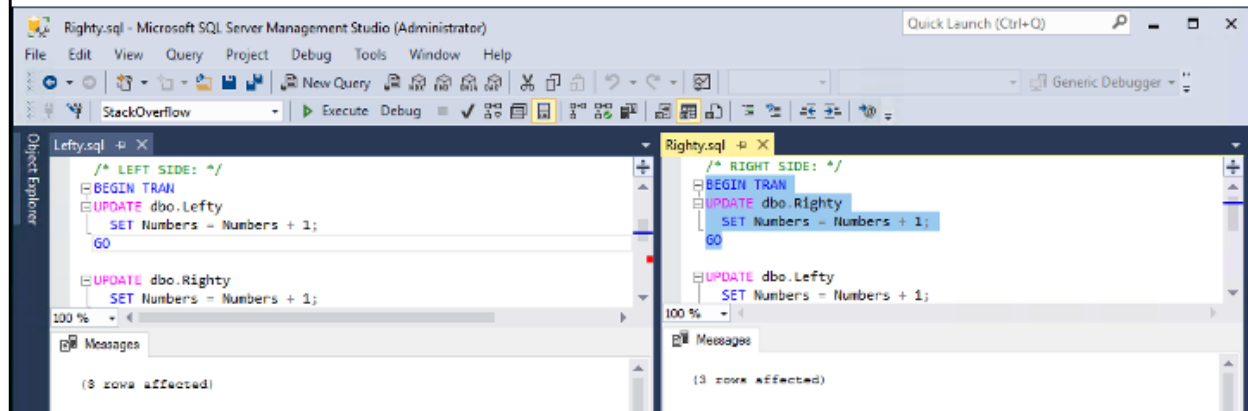 Righty.sql - Microsoft SQL Server Management Studio (Administrator)
Quick Launch (Ctrl+Q)
File Edit View Query Project Debug Tools Window Help
New Query
Generic Debugger
StackOverflow
Execute Debug
Object Explorer
Lefty.sql
/* LEFT SIDE: */
BEGIN TRAN
UPDATE dbo.Lefty
SET Numbers = Numbers + 1;
GO
UPDATE dbo.Righty
SET Numbers = Numbers + 1;
100 %
Messages
(3 rows affected)
Righty.sql
/* RIGHT SIDE: */
BEGIN TRAN
UPDATE dbo.Righty
SET Numbers = Numbers + 1;
GO
UPDATE dbo.Lefty
SET Numbers = Numbers + 1;
100 %
Messages
(3 rows affected)